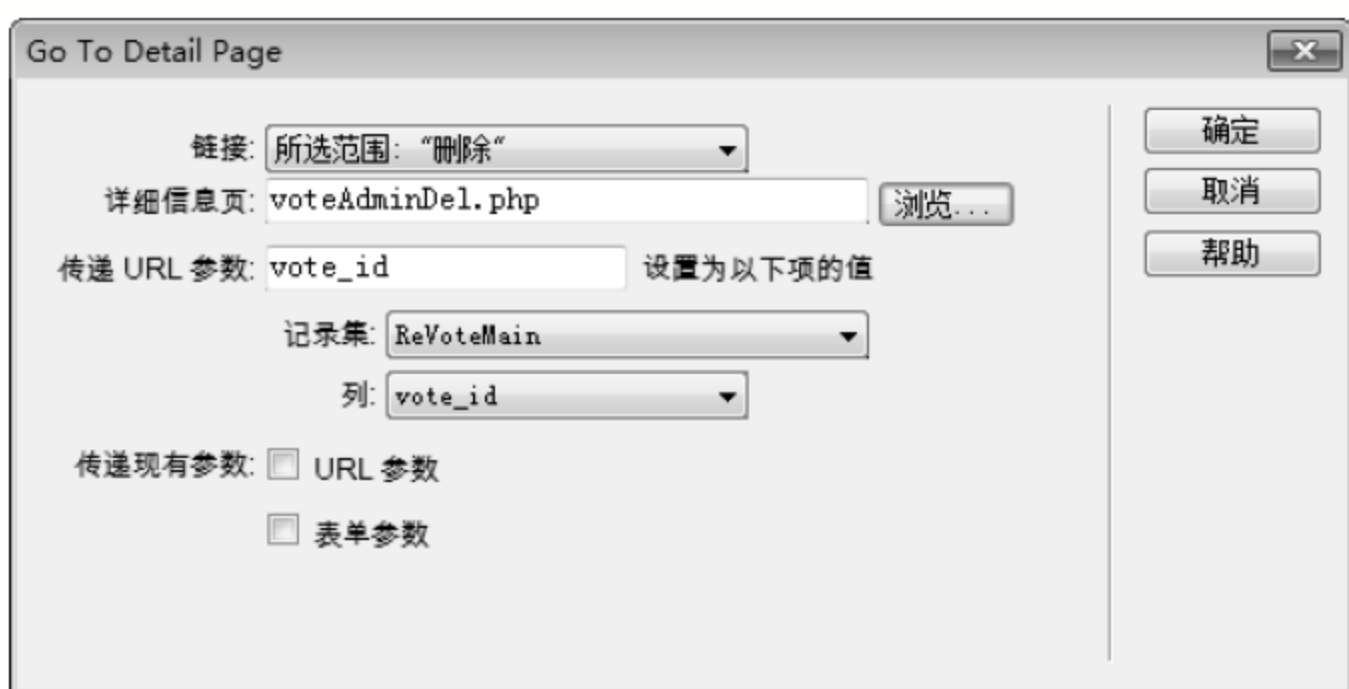 Go To Detail Page
链接: 所选范围: “删除” 确定
详细信息页: voteAdminDel.php 浏览... 取消
传递 URL 参数: vote_id 设置为以下项的值 帮助
记录集: ReVoteMain
列: vote_id
传递现有参数: URL 参数
表单参数